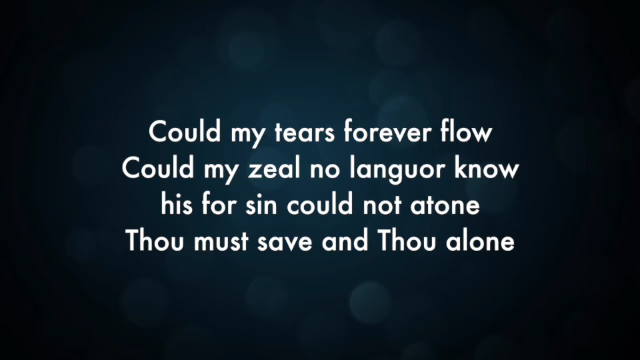 Could my tears forever flow
Could my zeal no languor know
his for sin could not atone
Thou must save and Thou alone